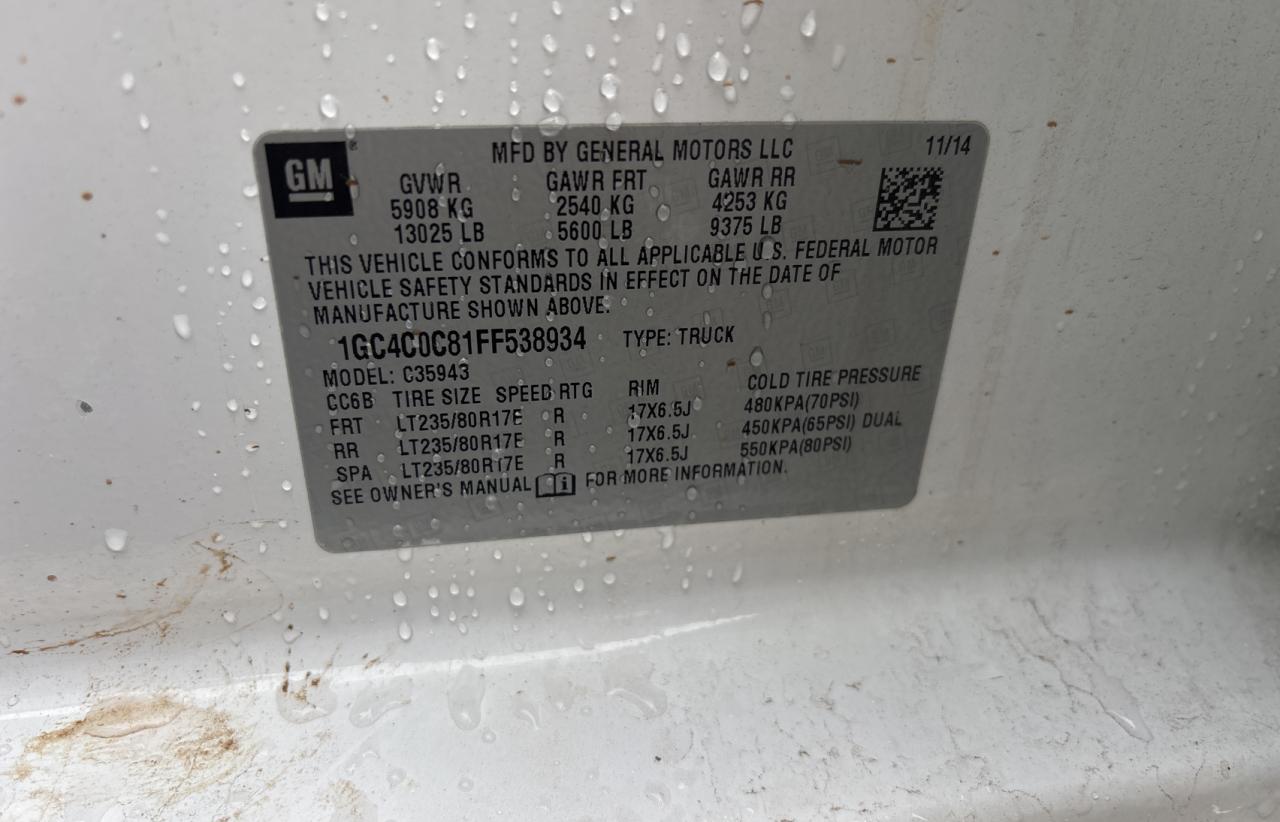 GM
MFD BY GENERAL MOTORS LLC 11/14
GVWR GAWR FRT GAWR RR
5908 KG 2540 KG 4253 KG
13025 LB 5600 LB 9375 LB
THIS VEHICLE CONFORMS TO ALL APPLICABLE U.S. FEDERAL MOTOR
VEHICLE SAFETY STANDARDS IN EFFECT ON THE DATE OF
MANUFACTURE SHOWN ABOVE.
1GC4C0C81FF538934 TYPE: TRUCK
MODEL: C35943
CC6B TIRE SIZE SPEED RTG RIM COLD TIRE PRESSURE
FRT LT235/80R17E R 17X6.5J 480KPA(70PSI)
RR LT235/80R17E R 17X6.5J 450KPA(65PSI) DUAL
SPA LT235/80R17E R 17X6.5J 550KPA(80PSI)
SEE OWNER'S MANUAL FOR MORE INFORMATION.